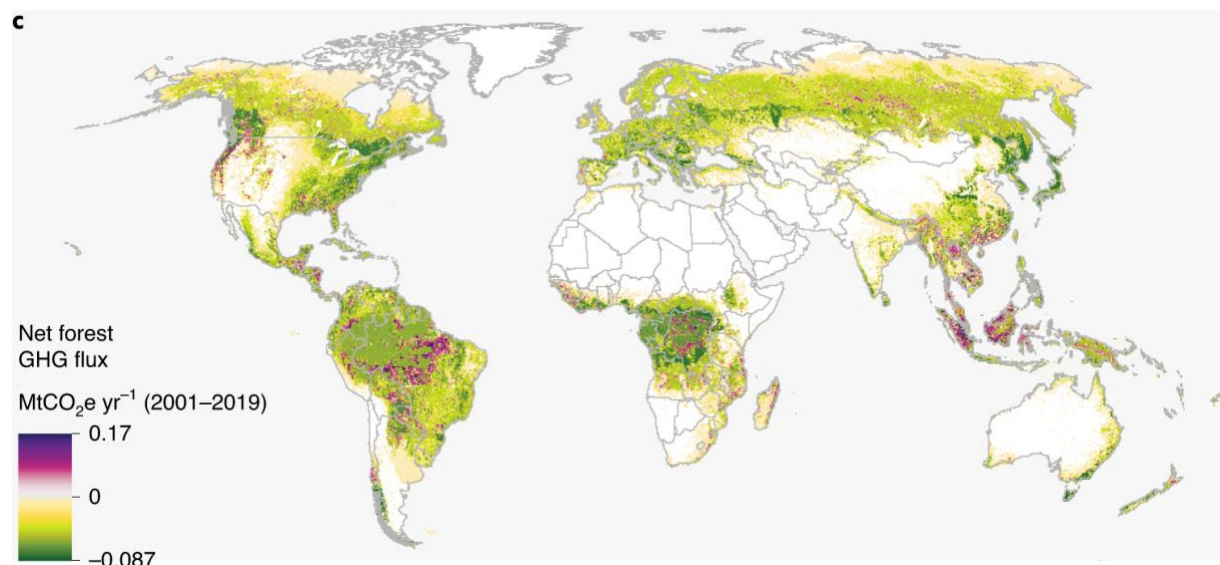 c
Net forest
GHG flux
MtCO₂e yr⁻¹ (2001–2019)
0.17
0
–0.087